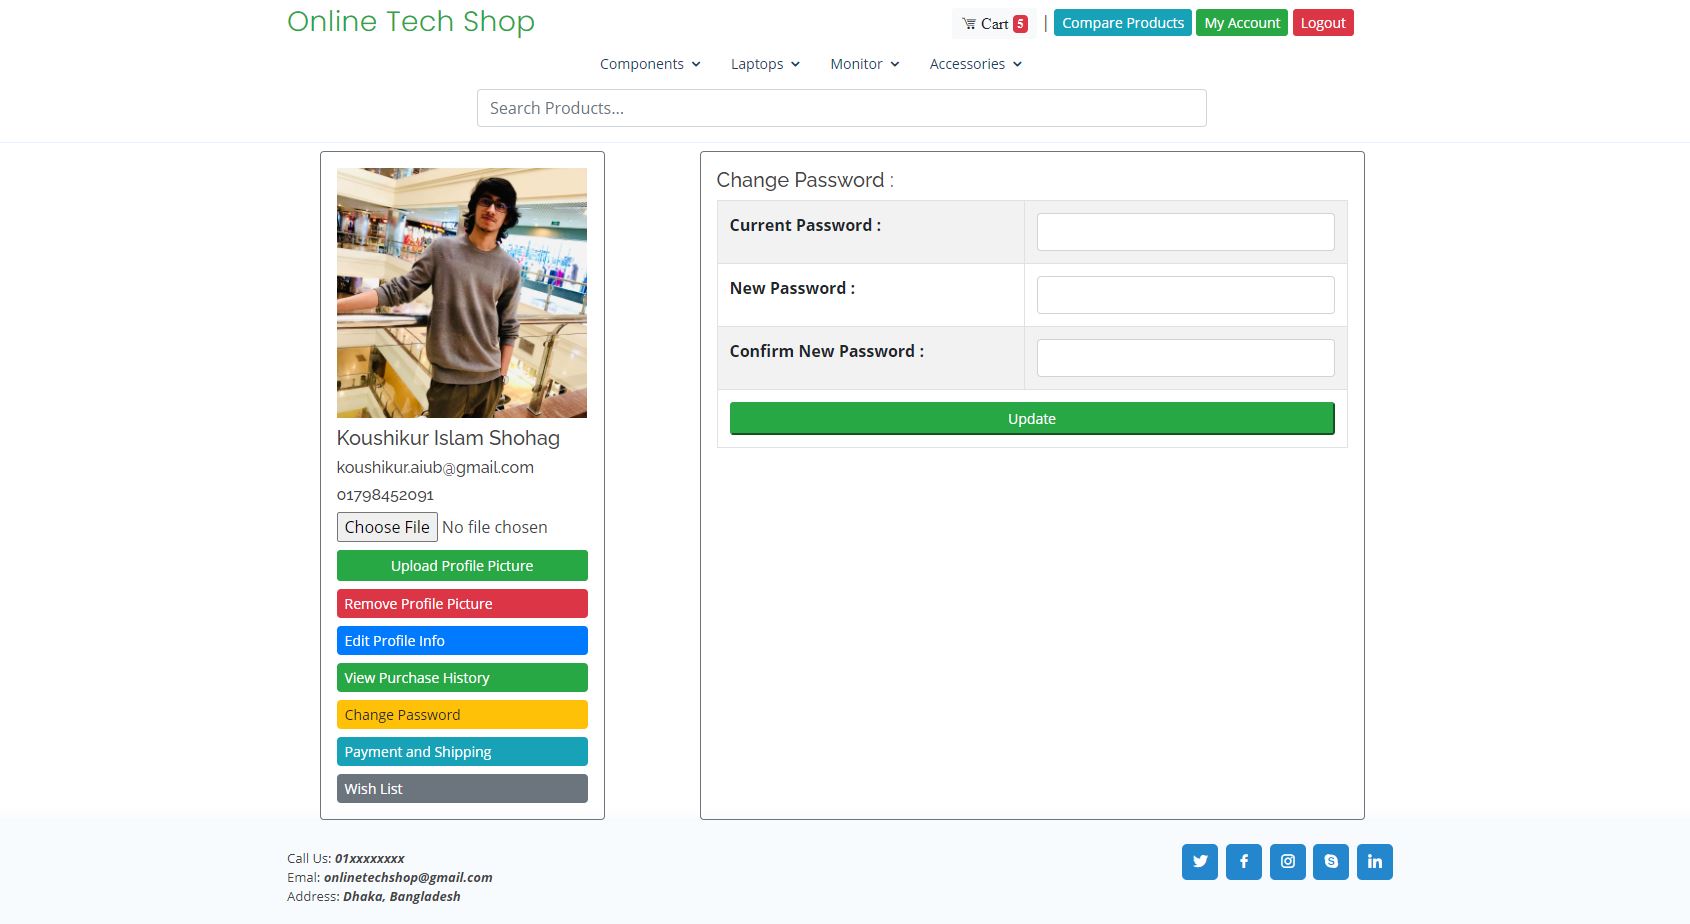 Online Tech Shop
Cart 5 | Compare Products My Account Logout
Components Laptops Monitor Accessories
Search Products...
Koushikur Islam Shohag
koushikur.aiub@gmail.com
01798452091
Choose File No file chosen
Upload Profile Picture
Remove Profile Picture
Edit Profile Info
View Purchase History
Change Password
Payment and Shipping
Wish List
Change Password :
Current Password :
New Password :
Confirm New Password :
Update
Call Us: 01xxxxxxxx
Emal: onlinetechshop@gmail.com
Address: Dhaka, Bangladesh